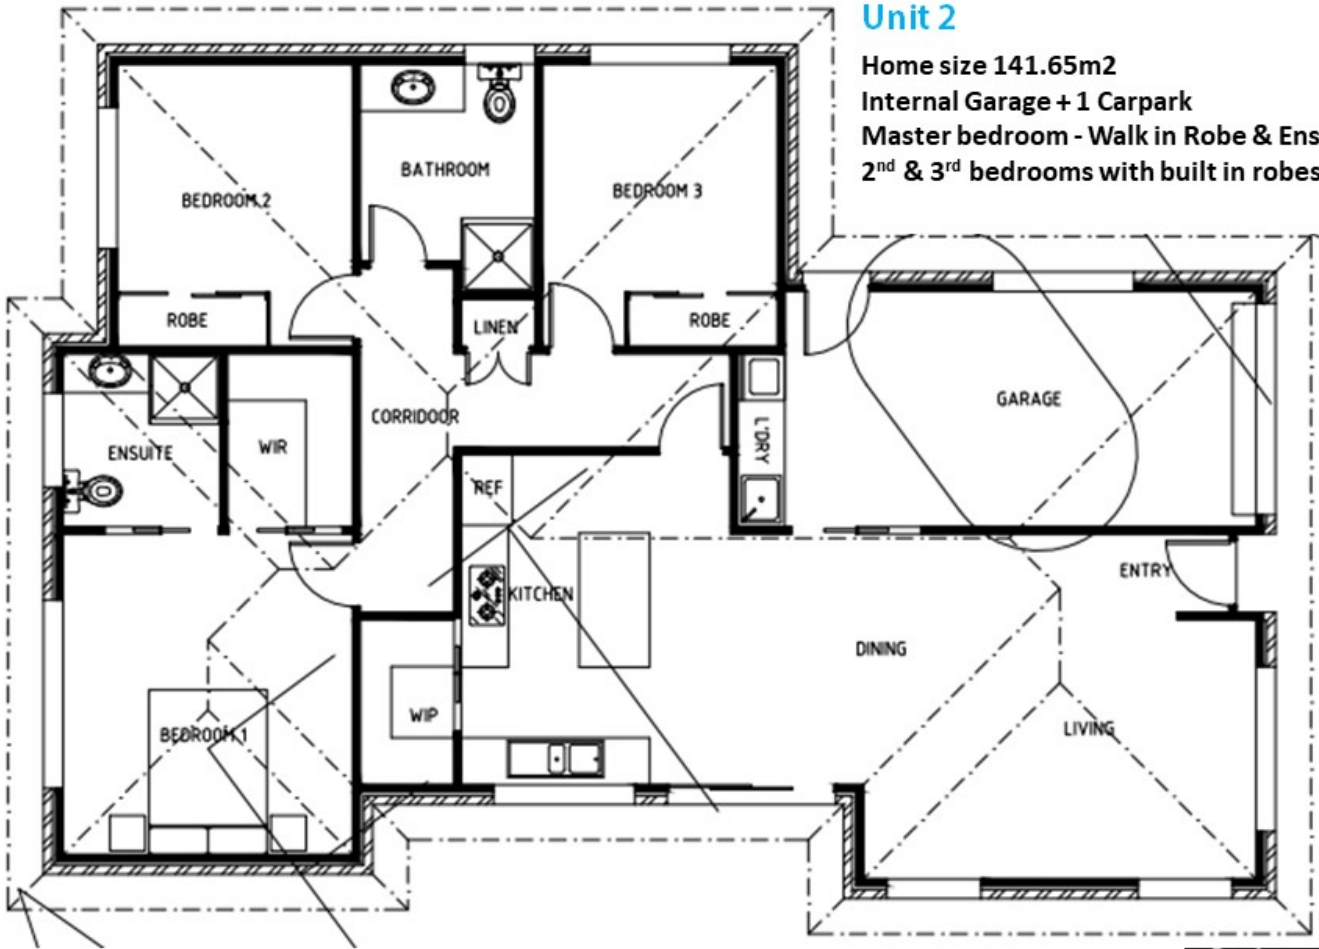 Unit 2
Home size 141.65m2
Internal Garage + 1 Carpark
Master bedroom - Walk in Robe & Ens
2nd & 3rd bedrooms with built in robes
BATHROOM
BEDROOM 2
BEDROOM 3
ROBE
LINEN
ROBE
GARAGE
CORRIDOOR
L'DRY
ENSUITE
WIR
REF
ENTRY
KITCHEN
DINING
WIP
LIVING
BEDROOM 1